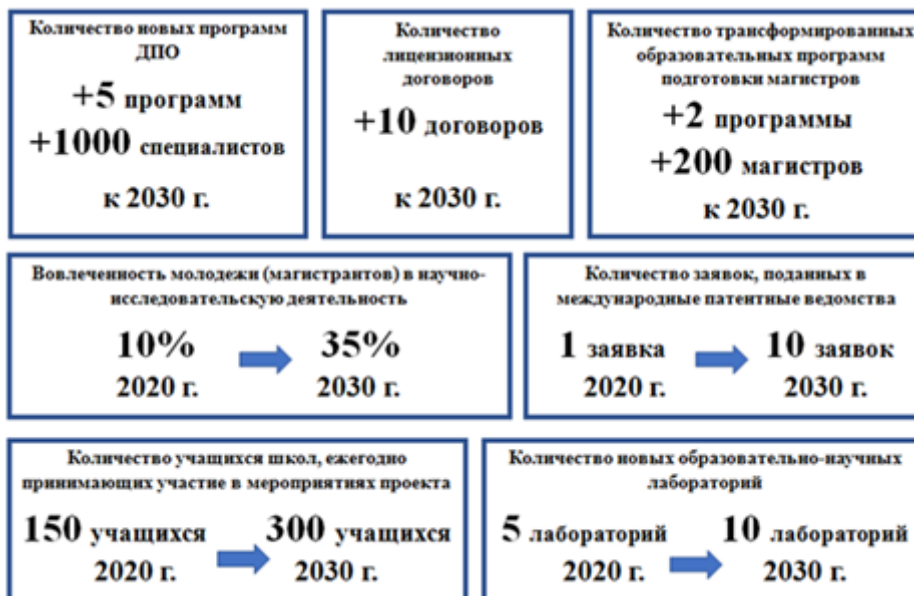 Количество новых программ
ДПО
+5 программ
+1000 специалистов
к 2030 г.
Количество
лицензионных
договоров
+10 договоров
к 2030 г.
Количество трансформированных
образовательных программ
подготовки магистров
+2 программы
+200 магистров
к 2030 г.
Вовлеченность молодежи (магистрантов) в научно-
исследовательскую деятельность
10% 35%
2020 г. 2030 г.
Количество заявок, поданных в
международные патентные ведомства
1 заявка 10 заявок
2020 г. 2030 г.
Количество учащихся школ, ежегодно
принимающих участие в мероприятиях проекта
150 учащихся 300 учащихся
2020 г. 2030 г.
Количество новых образовательно-научных
лабораторий
5 лабораторий 10 лабораторий
2020 г. 2030 г.